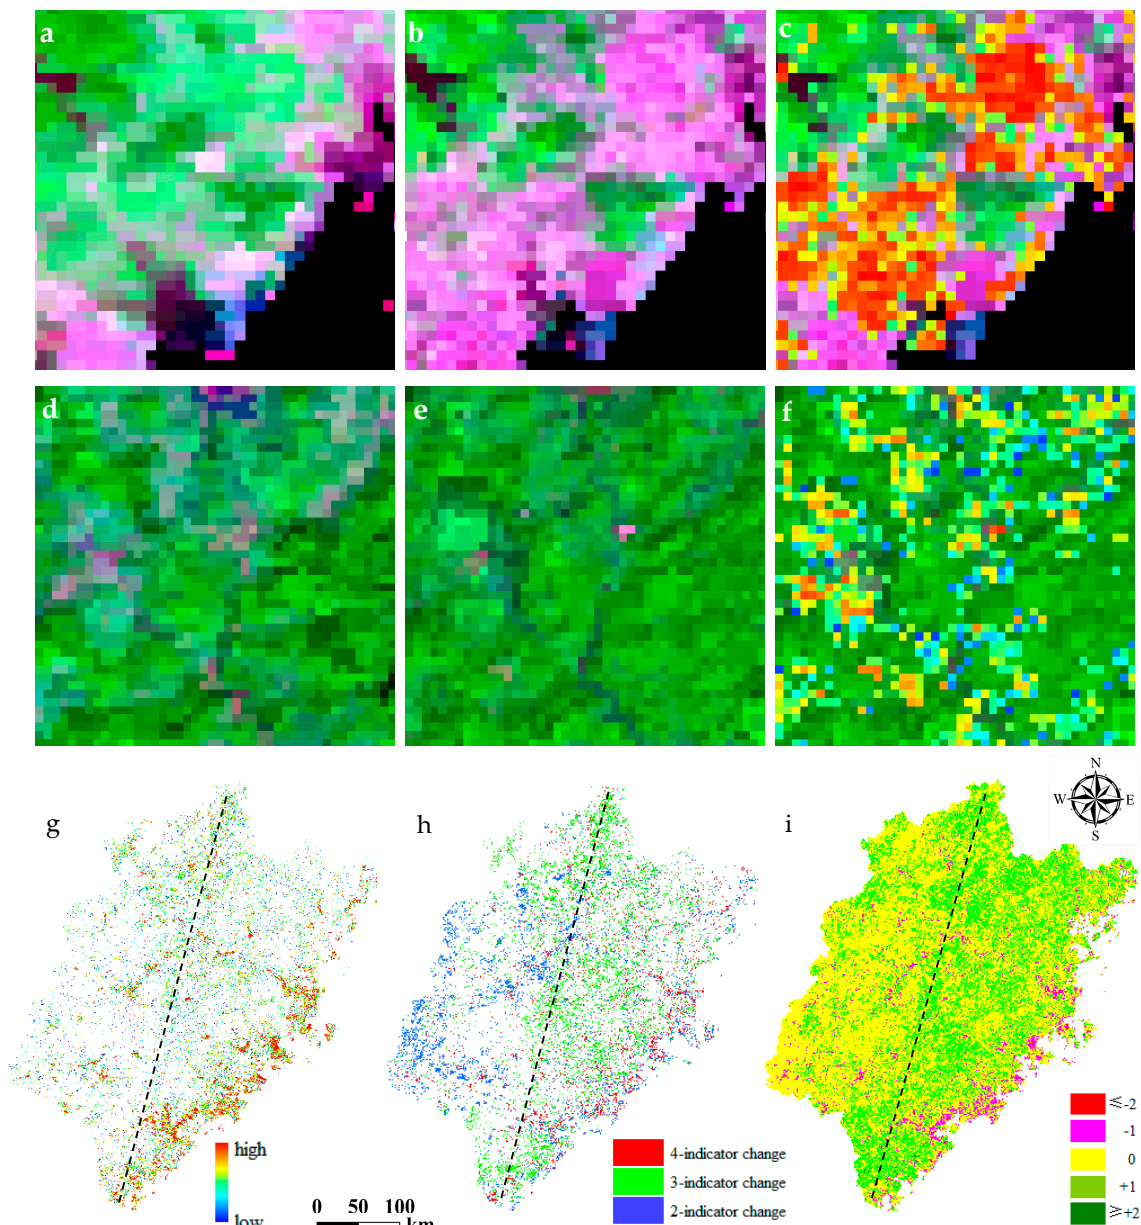 a
b
c
d
e
f
g
h
i
N
W E
S
high
low
0 50 100
km
4-indicator change
3-indicator change
2-indicator change
≤-2
-1
0
+1
≥+2